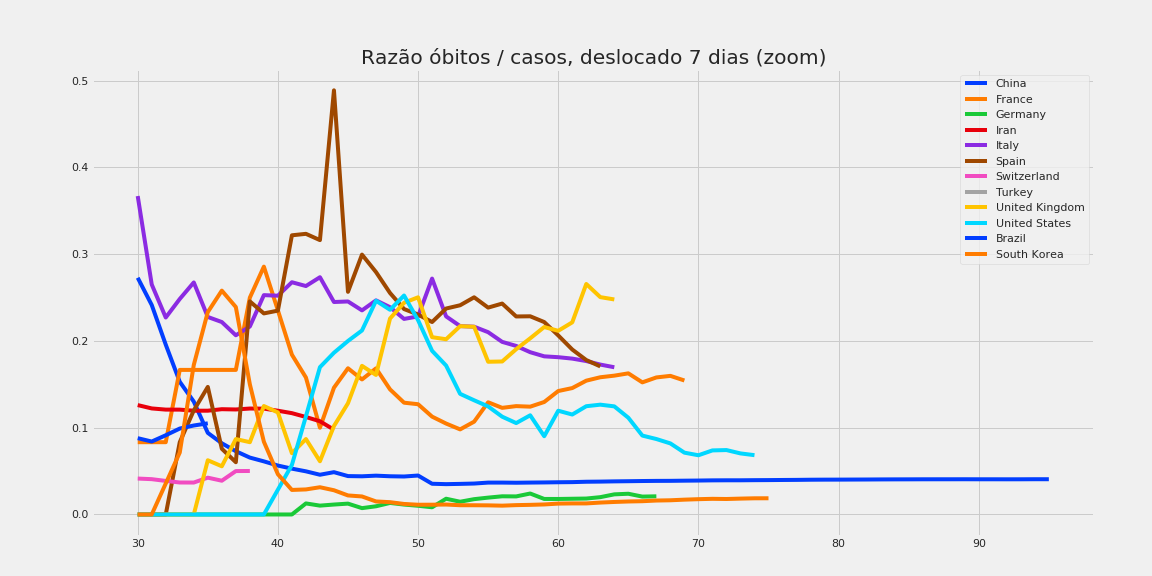 Razão óbitos / casos, deslocado 7 dias (zoom)
0.5
0.4
0.3
0.2
0.1
0.0
30 40 50 60 70 80 90
China
France
Germany
Iran
Italy
Spain
Switzerland
Turkey
United Kingdom
United States
Brazil
South Korea